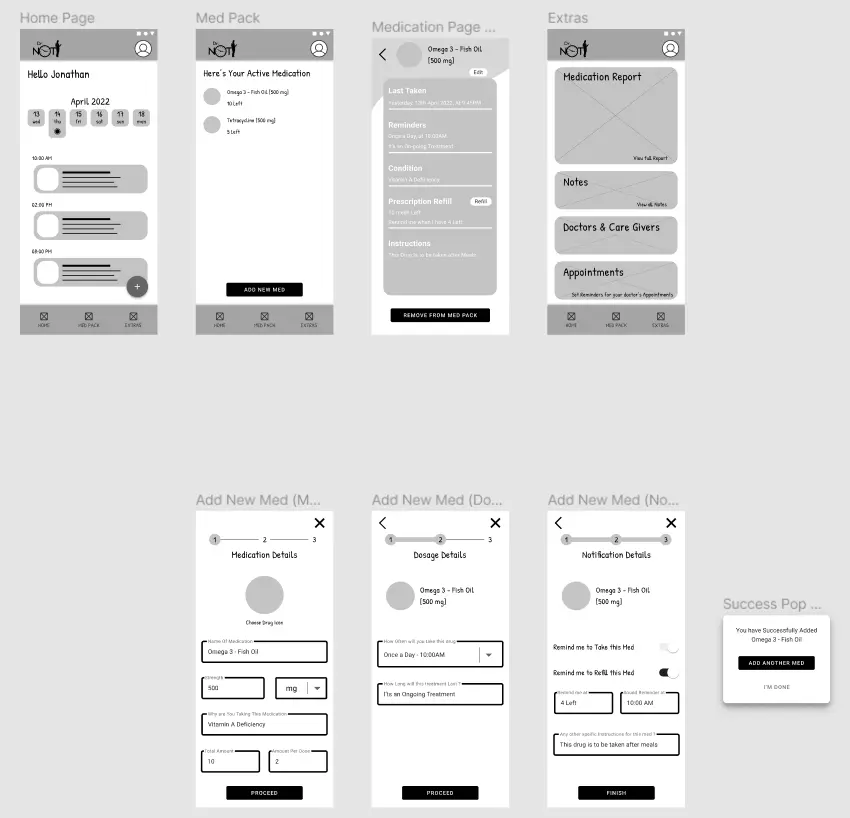 Home Page
Dr
NOT
Hello Jonathan
April 2022
13 14 15 16 17 18
wed thu fri sat sun mon
10:00 AM
02:00 PM
08:00 PM
+
HOME MED PACK EXTRAS
Med Pack
Dr
NOT
Here's Your Active Medication
Omega 3 - Fish Oil (500 mg)
10 Left
Tetracycline (500 mg)
5 Left
ADD NEW MED
HOME MED PACK EXTRAS
Medication Page ...
Omega 3 - Fish Oil
(500 mg)
Edit
Last Taken
Yesterday, 13th Apry 2022, At 9:41PM
Reminders
Once a Day, at 10:00AM
I'ts an Ongoing Treatment
Condition
Vitamin A Deficiency
Prescription Refill
Refill
10 meds Left
Remind me when I have 4 Left
Instructions
This Drug is to be taken after Meals
REMOVE FROM MED PACK
Extras
Dr
NOT
Medication Report
View full Report
Notes
View all Notes
Doctors & Care Givers
Appointments
Set Reminders for your doctor's Appointments
HOME MED PACK EXTRAS
Add New Med (M...
1 2 3
Medication Details
Choose Drug Icon
Name Of Medication
Omega 3 - Fish Oil
Strength
500
mg
Why are You Taking This Medication
Vitamin A Deficiency
Total Amount
10
Amount Per Dose
2
PROCEED
Add New Med (Do...
1 2 3
Dosage Details
Omega 3 - Fish Oil
(500 mg)
How Often will you take this drug
Once a Day - 10:00AM
How Long will this treatment Last ?
I'ts an Ongoing Treatment
PROCEED
Add New Med (No...
1 2 3
Notification Details
Omega 3 - Fish Oil
(500 mg)
Remind me to Take this Med
Remind me to Refill this Med
Remind me at
4 Left
Sound Reminder at
10:00 AM
Any other speific Instructions for this med ?
This drug is to be taken after meals
FINISH
Success Pop ...
You have Successfully Added
Omega 3 - Fish Oil
ADD ANOTHER MED
I'M DONE